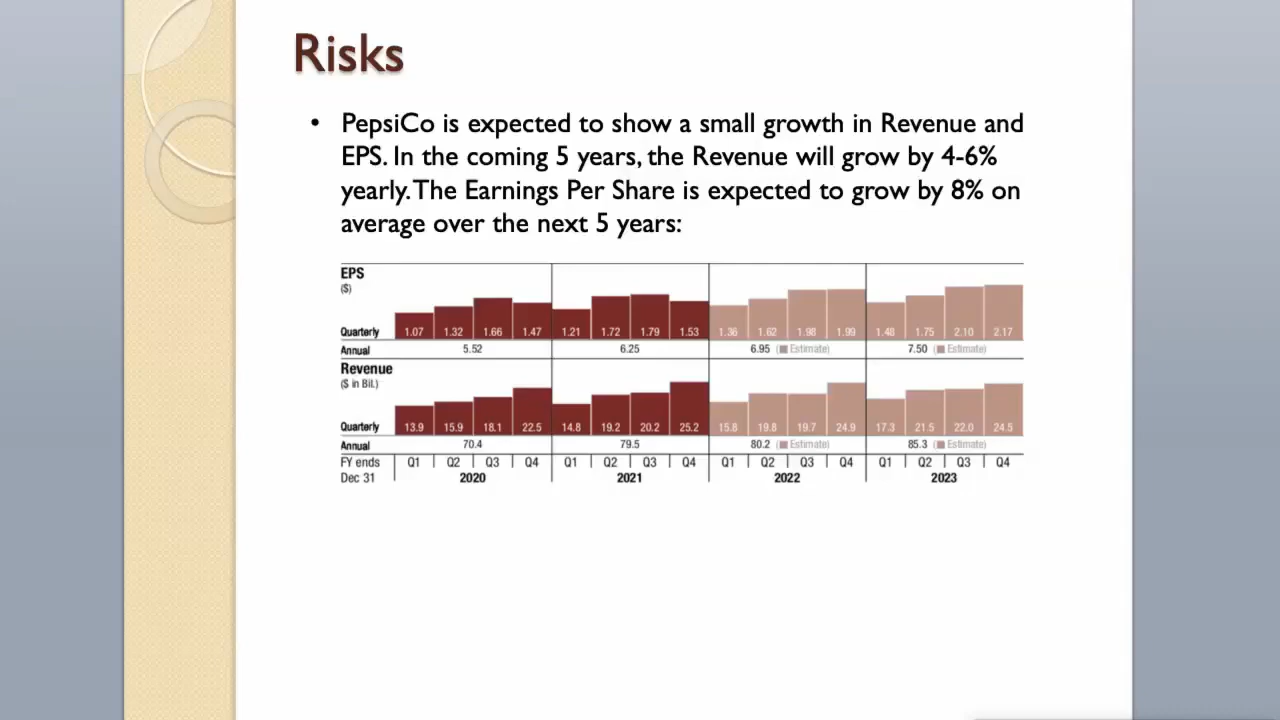 Risks
• PepsiCo is expected to show a small growth in Revenue and
EPS. In the coming 5 years, the Revenue will grow by 4-6%
yearly. The Earnings Per Share is expected to grow by 8% on
average over the next 5 years:
EPS
($)
Quarterly 1.07 1.32 1.66 1.47 1.21 1.72 1.79 1.53 1.36 1.62 1.98 1.99 1.48 1.75 2.10 2.17
Annual 5.52 6.25 6.95 (■ Estimate) 7.50 (■ Estimate)
Revenue
($ in Bil.)
Quarterly 13.9 15.9 18.1 22.5 14.8 19.2 20.2 25.2 15.8 19.8 19.7 24.9 17.3 21.5 22.0 24.5
Annual 70.4 79.5 80.2 (■ Estimate) 85.3 (■ Estimate)
FY ends Q1 Q2 Q3 Q4 Q1 Q2 Q3 Q4 Q1 Q2 Q3 Q4 Q1 Q2 Q3 Q4
Dec 31 2020 2021 2022 2023